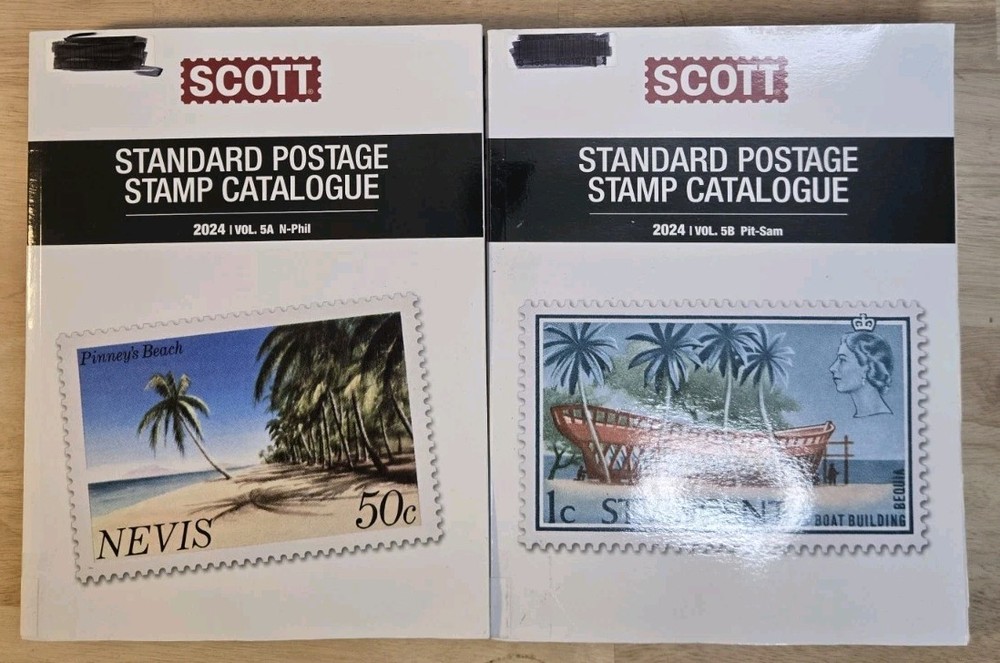 SCOTT
STANDARD POSTAGE
STAMP CATALOGUE
2024 | VOL. 5A N-Phil
Pinney's Beach
NEVIS
50c
SCOTT
STANDARD POSTAGE
STAMP CATALOGUE
2024 | VOL. 5B Pit-Sam
1c
BOAT BUILDING
BEQUIA